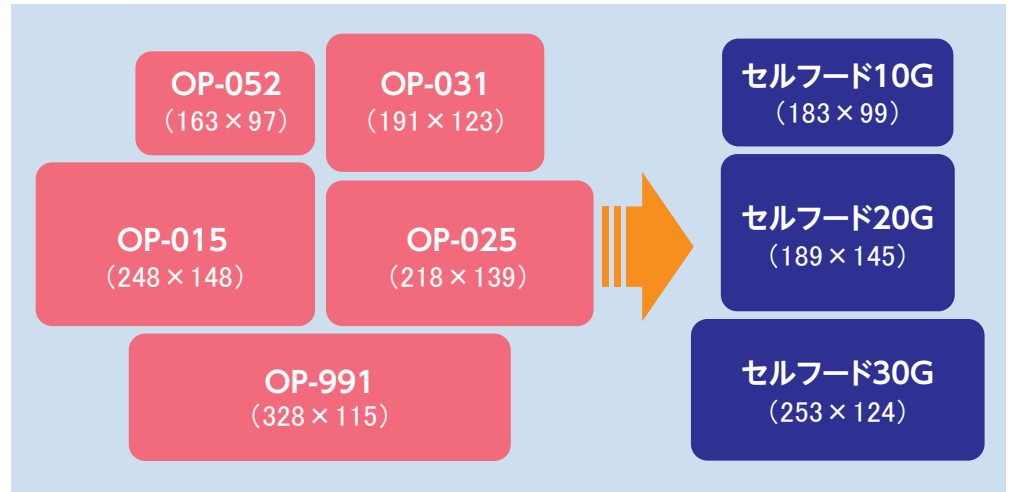 OP-052
（163×97）
OP-031
（191×123）
OP-015
（248×148）
OP-025
（218×139）
OP-991
（328×115）
セルフード10G
（183×99）
セルフード20G
（189×145）
セルフード30G
（253×124）